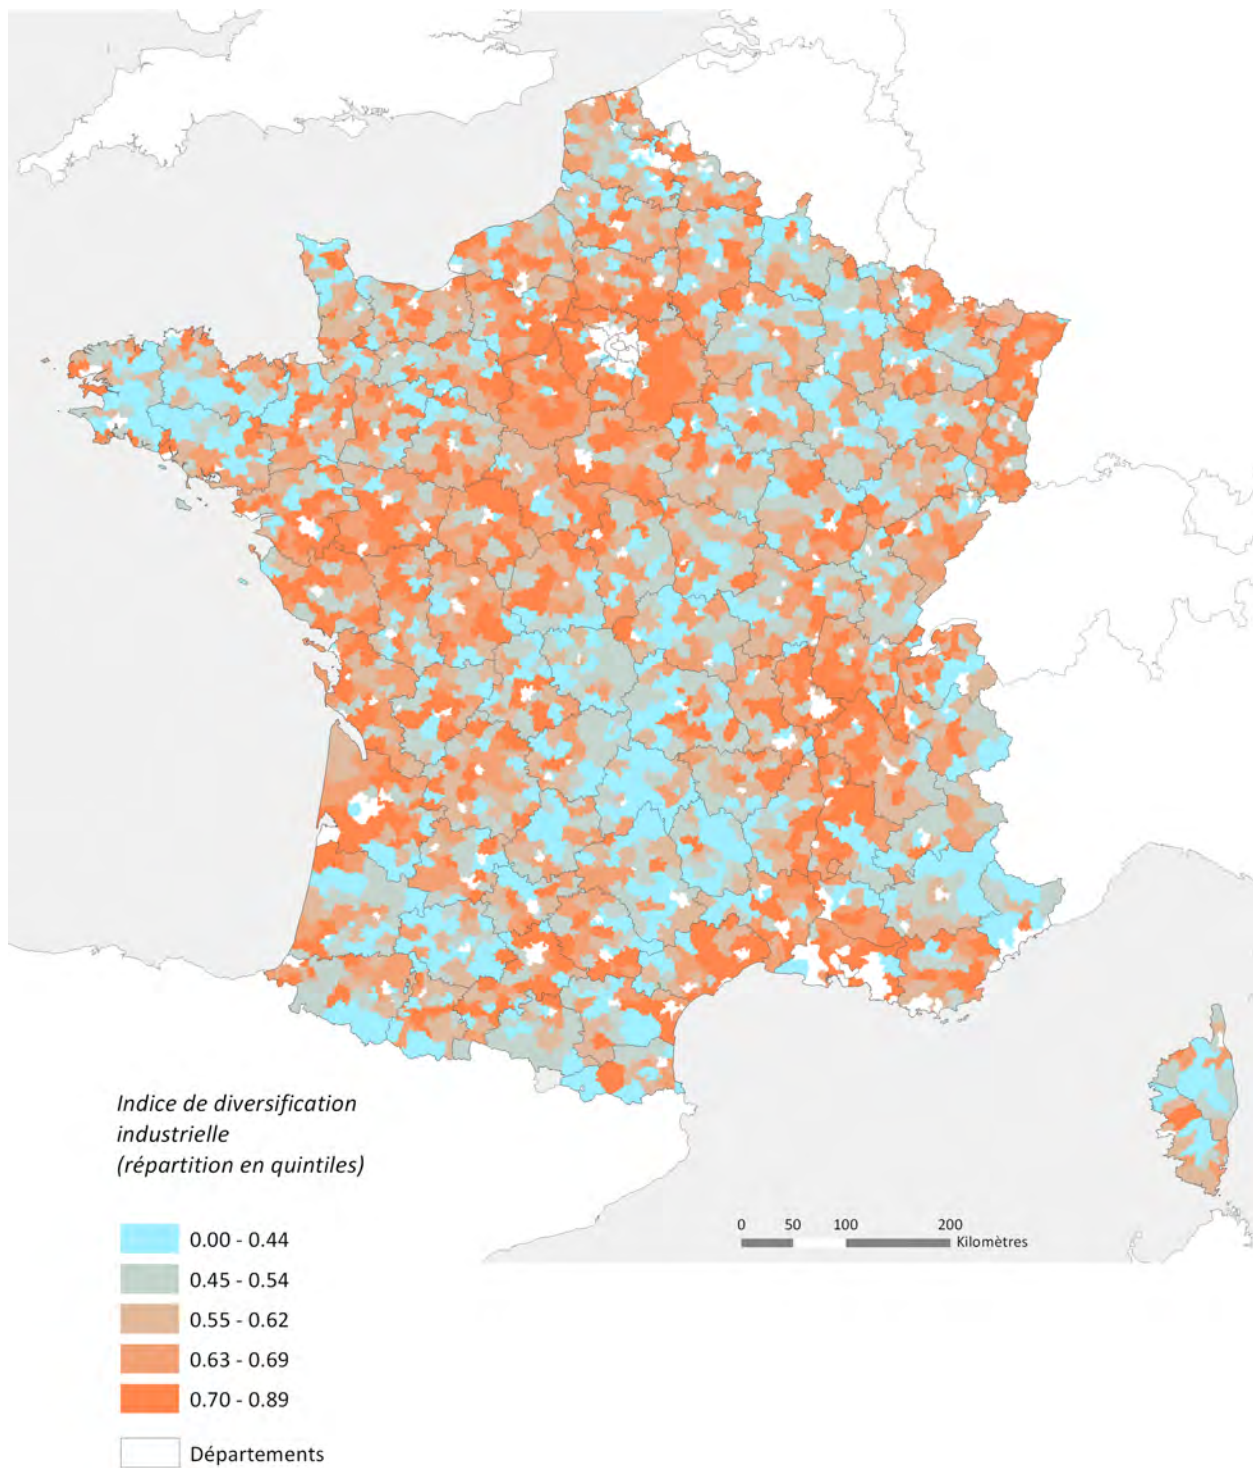 Indice de diversification
industrielle
(répartition en quintiles)
0.00 - 0.44
0.45 - 0.54
0.55 - 0.62
0.63 - 0.69
0.70 - 0.89
Départements
0 50 100 200
Kilomètres